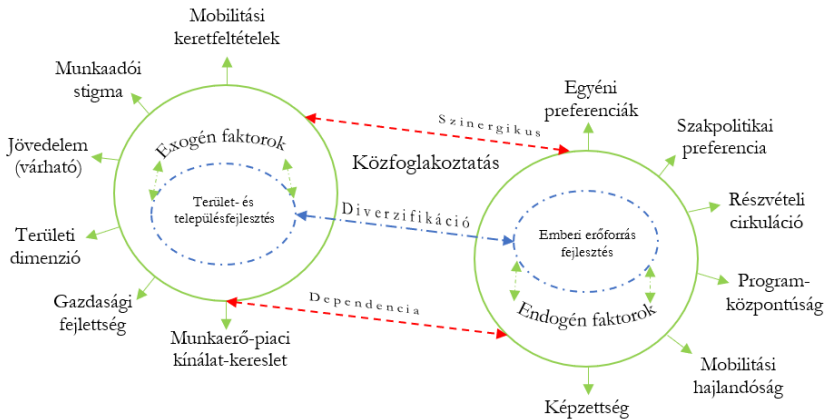 Mobilitási
keretfeltételek
Munkaadói
stigma
Jövedelem
(várható)
Területi
dimenzió
Gazdasági
fejlettség
Munkaerő-piaci
kínálat-kereslet
Exogén faktorok
Terület- és
településfejlesztés
Szinergikus
Közfoglakoztatás
Diverzifikáció
Dependencia
Egyéni
preferenciák
Szakpolitikai
preferencia
Részvételi
cirkuláció
Program-
központúság
Mobilitási
hajlandóság
Képzettség
Emberi erőforrás
fejlesztés
Endogén faktorok